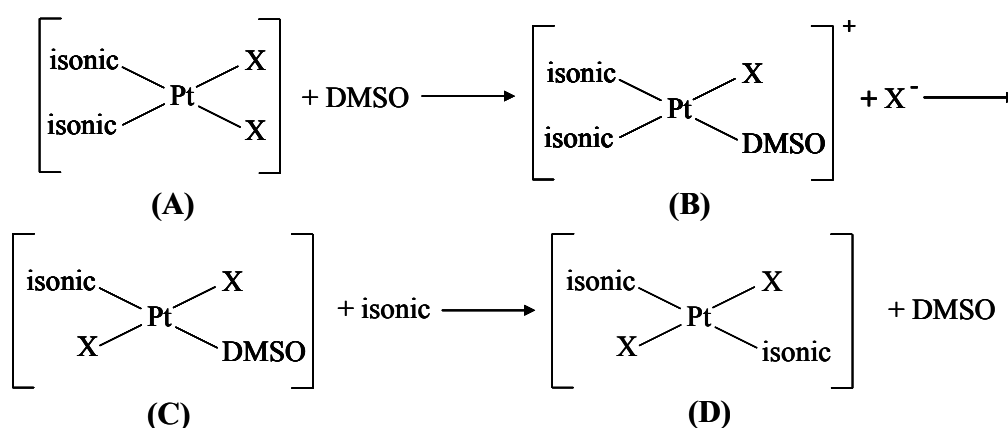 isonic X isonic X +
Pt + DMSO Pt + X -
isonic X isonic DMSO
(A) (B)
isonic X isonic X
Pt + isonic Pt + DMSO
X DMSO X isonic
(C) (D)